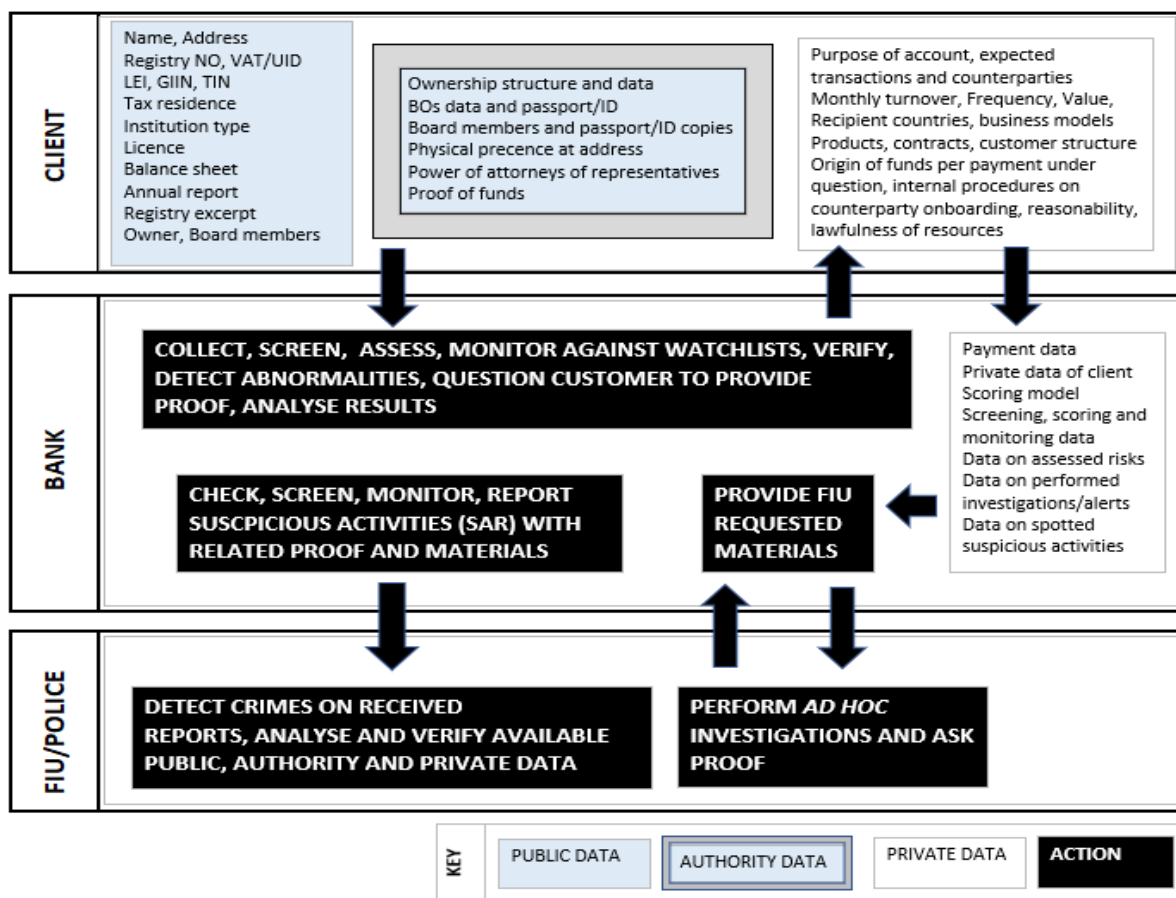 CLIENT
Name, Address
Registry NO, VAT/UID
LEI, GIIN, TIN
Tax residence
Institution type
Licence
Balance sheet
Annual report
Registry excerpt
Owner, Board members
Ownership structure and data
BOs data and passport/ID
Board members and passport/ID copies
Physical precence at address
Power of attorneys of representatives
Proof of funds
Purpose of account, expected
transactions and counterparties
Monthly turnover, Frequency, Value,
Recipient countries, business models
Products, contracts, customer structure
Origin of funds per payment under
question, internal procedures on
counterparty onboarding, reasonability,
lawfulness of resources
BANK
COLLECT, SCREEN, ASSESS, MONITOR AGAINST WATCHLISTS, VERIFY,
DETECT ABNORMALITIES, QUESTION CUSTOMER TO PROVIDE
PROOF, ANALYSE RESULTS
Payment data
Private data of client
Scoring model
Screening, scoring and
monitoring data
Data on assessed risks
Data on performed
investigations/alerts
Data on spotted
suspicious activities
CHECK, SCREEN, MONITOR, REPORT
SUSPICIOUS ACTIVITIES (SAR) WITH
RELATED PROOF AND MATERIALS
PROVIDE FIU
REQUESTED
MATERIALS
FIU/POLICE
DETECT CRIMES ON RECEIVED
REPORTS, ANALYSE AND VERIFY AVAILABLE
PUBLIC, AUTHORITY AND PRIVATE DATA
PERFORM AD HOC
INVESTIGATIONS AND ASK
PROOF
KEY
PUBLIC DATA
AUTHORITY DATA
PRIVATE DATA
ACTION